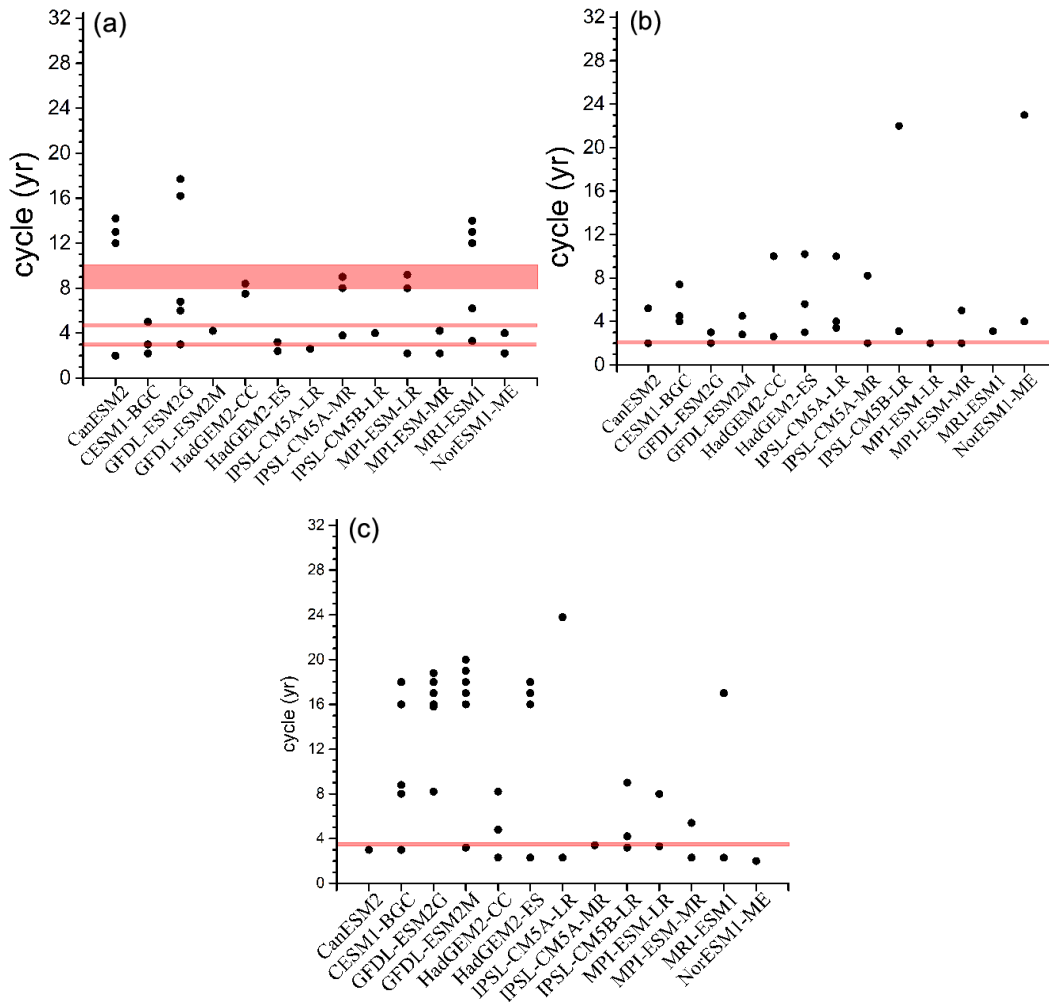 (a)
cycle (yr)
32
28
24
20
16
12
8
4
0
CanESM2
CESM1-BGC
GFDL-ESM2G
GFDL-ESM2M
HadGEM2-CC
HadGEM2-ES
IPSL-CM5A-LR
IPSL-CM5A-MR
IPSL-CM5B-LR
MPI-ESM-LR
MPI-ESM-MR
MRI-ESM1
NorESM1-ME
(b)
cycle (yr)
32
28
24
20
16
12
8
4
0
CanESM2
CESM1-BGC
GFDL-ESM2G
GFDL-ESM2M
HadGEM2-CC
HadGEM2-ES
IPSL-CM5A-LR
IPSL-CM5A-MR
IPSL-CM5B-LR
MPI-ESM-LR
MPI-ESM-MR
MRI-ESM1
NorESM1-ME
(c)
cycle (yr)
32
28
24
20
16
12
8
4
0
CanESM2
CESM1-BGC
GFDL-ESM2G
GFDL-ESM2M
HadGEM2-CC
HadGEM2-ES
IPSL-CM5A-LR
IPSL-CM5A-MR
IPSL-CM5B-LR
MPI-ESM-LR
MPI-ESM-MR
MRI-ESM1
NorESM1-ME